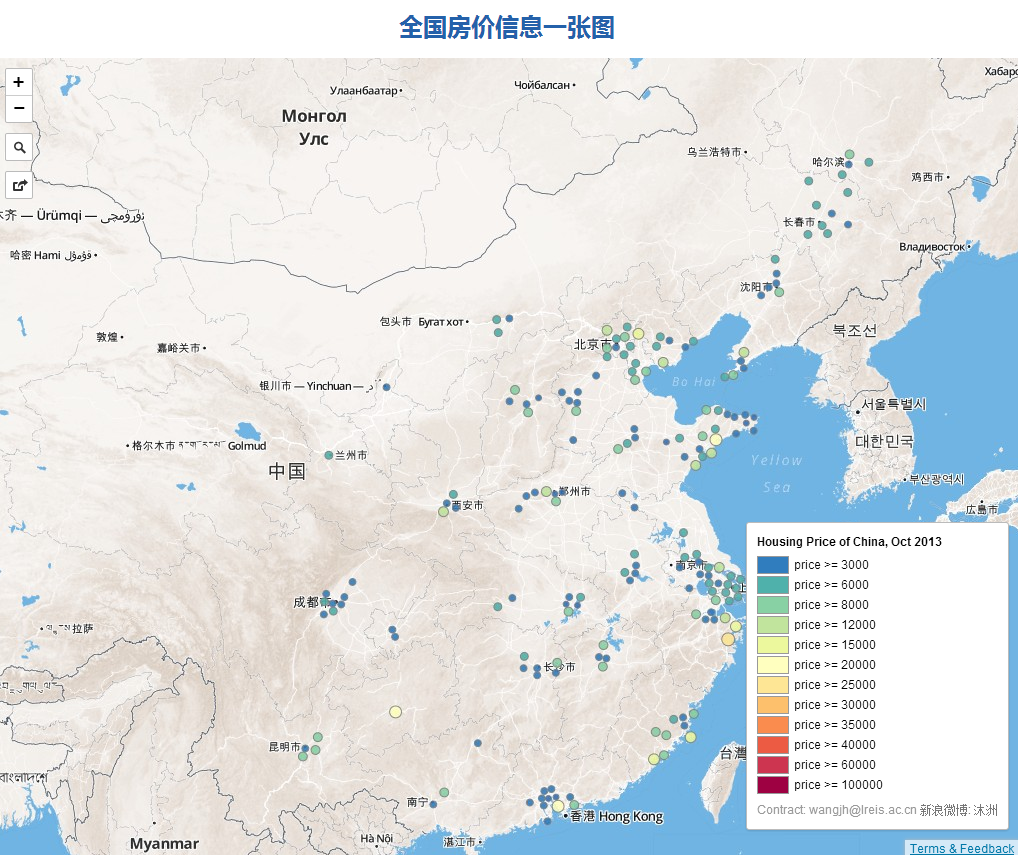 全国房价信息一张图
+
−
Улаанбаатар
Чойбалсан
Хабаро
Монгол
Улс
乌兰浩特市
哈尔滨
鸡西市
Ürümqi
长春市
哈密 Hami قۇمۇل
Владивосток
沈阳市
包头市 Бугат хот
敦煌
北京市
북조선
嘉峪关市
银川市 — Yinchuan —
Bo Hai
서울특별시
格尔木市
Golmud
兰州市
대한민국
中国
Yellow
Sea
부산광역시
郑州市
西安市
広島市
南京市
成都市
拉萨
长沙市
昆明市
台灣
বাংলাদেশ
南宁
香港 Hong Kong
Hà Nội
湛江市
Myanmar
Housing Price of China, Oct 2013
price >= 3000
price >= 6000
price >= 8000
price >= 12000
price >= 15000
price >= 20000
price >= 25000
price >= 30000
price >= 35000
price >= 40000
price >= 60000
price >= 100000
Contract: wangjh@lreis.ac.cn 新浪微博: 沫洲
Terms & Feedback